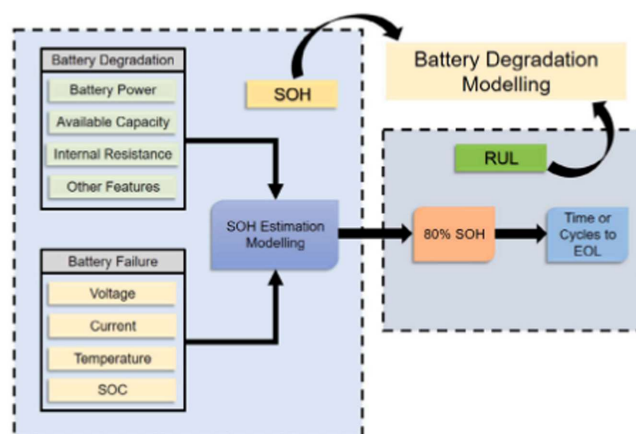 Battery Degradation
Battery Power
Available Capacity
Internal Resistance
Other Features
SOH
Battery Degradation
Modelling
SOH Estimation
Modelling
RUL
80% SOH
Time or
Cycles to
EOL
Battery Failure
Voltage
Current
Temperature
SOC